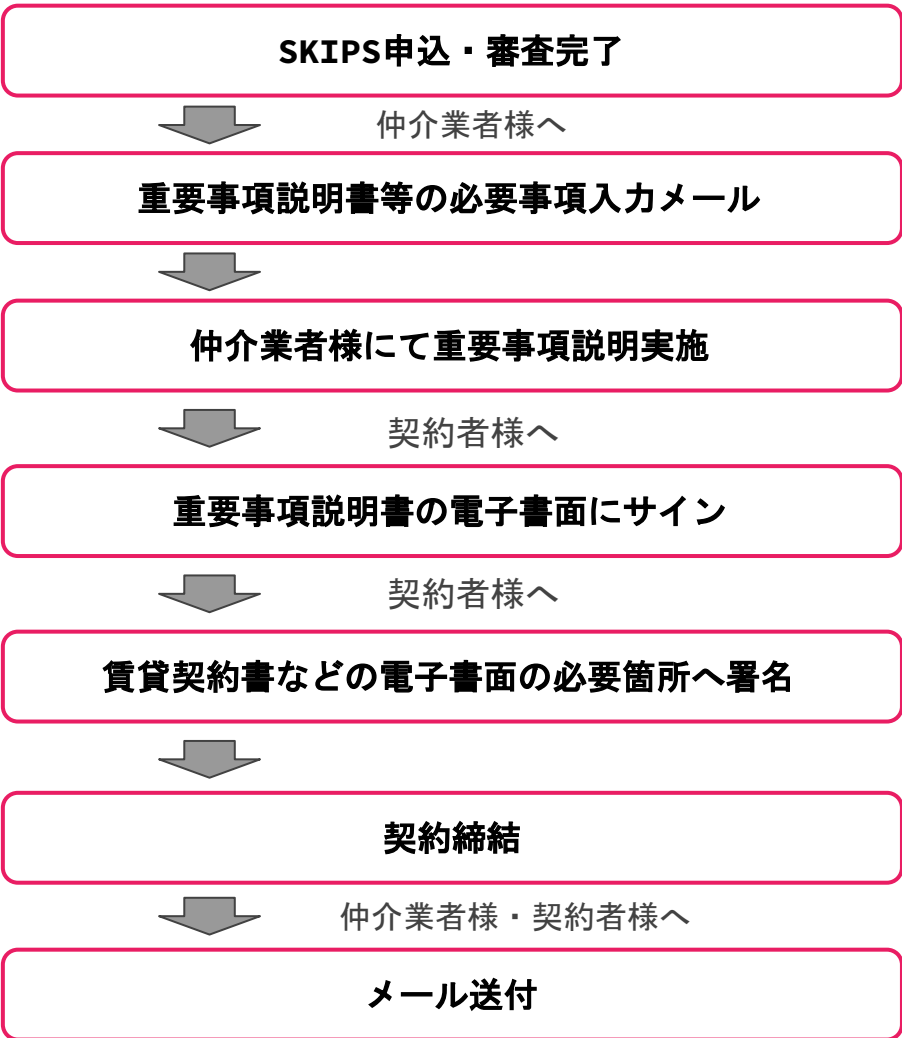 SKIPS申込・審査完了
仲介業者様へ
重要事項説明書等の必要事項入力メール
仲介業者様にて重要事項説明実施
契約者様へ
重要事項説明書の電子書面にサイン
契約者様へ
賃貸契約書などの電子書面の必要箇所へ署名
契約締結
仲介業者様・契約者様へ
メール送付